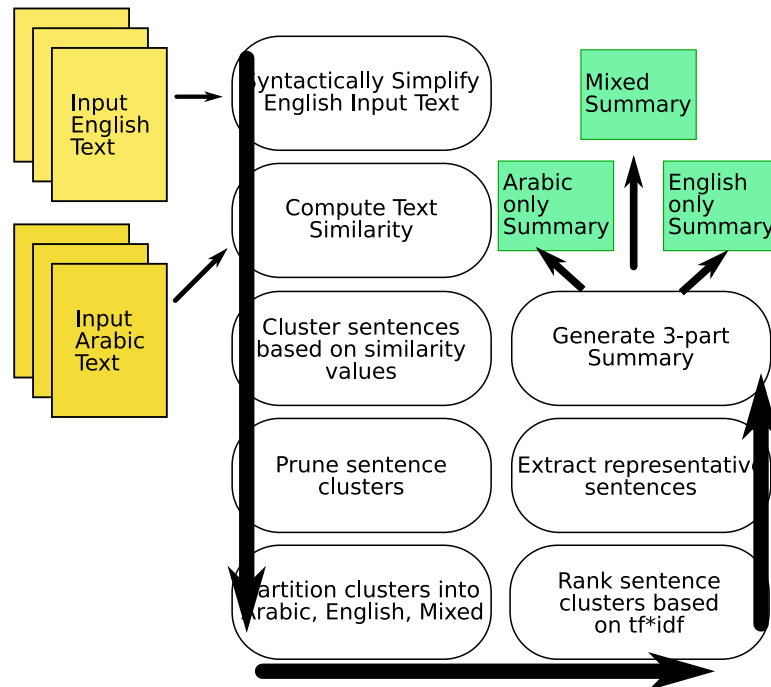 Input
English
Text
Input
Arabic
Text
Syntactically Simplify
English Input Text
Compute Text
Similarity
Cluster sentences
based on similarity
values
Prune sentence
clusters
Partition clusters into
Arabic, English, Mixed
Rank sentence
clusters based
on tf*idf
Extract representative
sentences
Generate 3-part
Summary
Arabic
only
Summary
Mixed
Summary
English
only
Summary